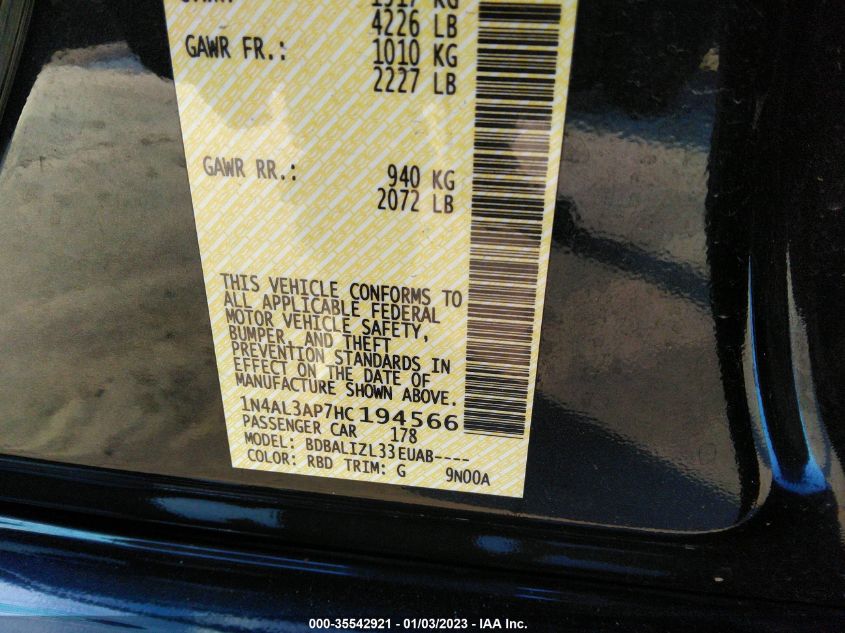 1917 KG
4226 LB
GAWR FR.: 1010 KG
2227 LB
GAWR RR.: 940 KG
2072 LB
THIS VEHICLE CONFORMS TO
ALL APPLICABLE FEDERAL
MOTOR VEHICLE SAFETY,
BUMPER, AND THEFT
PREVENTION STANDARDS IN
EFFECT ON THE DATE OF
MANUFACTURE SHOWN ABOVE.
1N4AL3AP7HC194566
PASSENGER CAR 178
MODEL: BDBALIZL33EUAB----
COLOR: RBD TRIM: G 9N00A
000-35542921 - 01/03/2023 - IAA Inc.